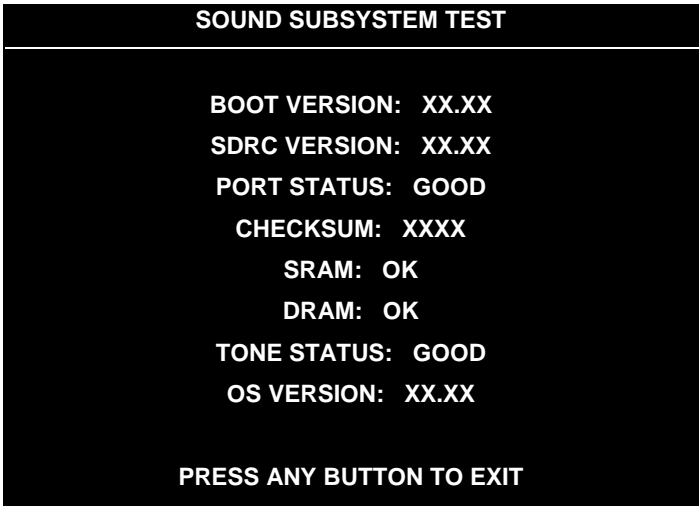 SOUND SUBSYSTEM TEST
BOOT VERSION: XX.XX
SDRC VERSION: XX.XX
PORT STATUS: GOOD
CHECKSUM: XXXX
SRAM: OK
DRAM: OK
TONE STATUS: GOOD
OS VERSION: XX.XX
PRESS ANY BUTTON TO EXIT